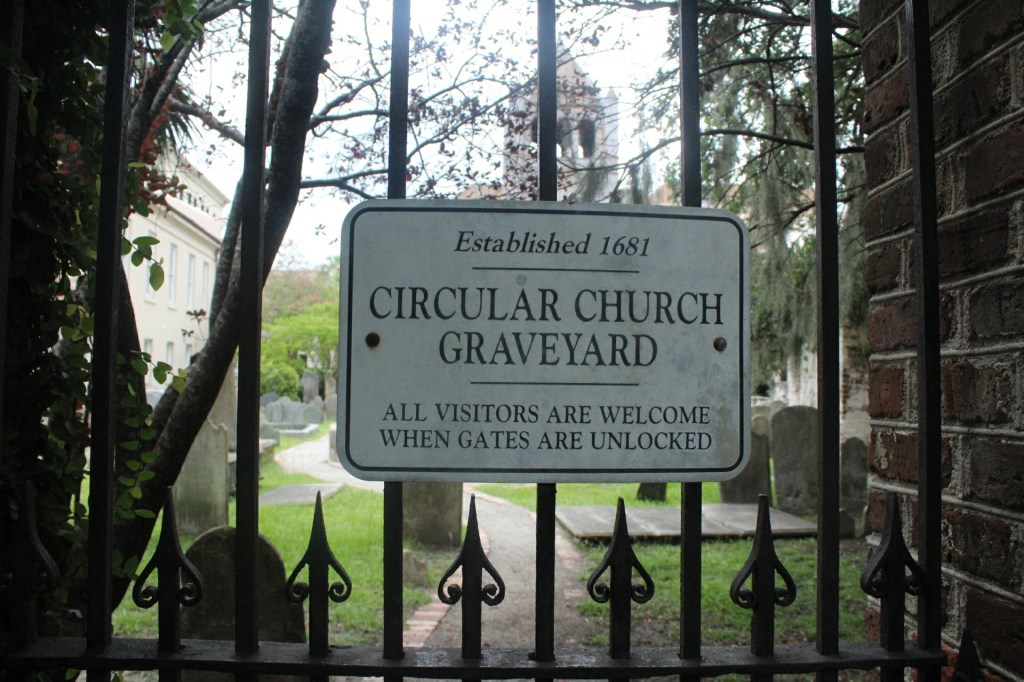 Established 1681
CIRCULAR CHURCH
GRAVEYARD
ALL VISITORS ARE WELCOME
WHEN GATES ARE UNLOCKED